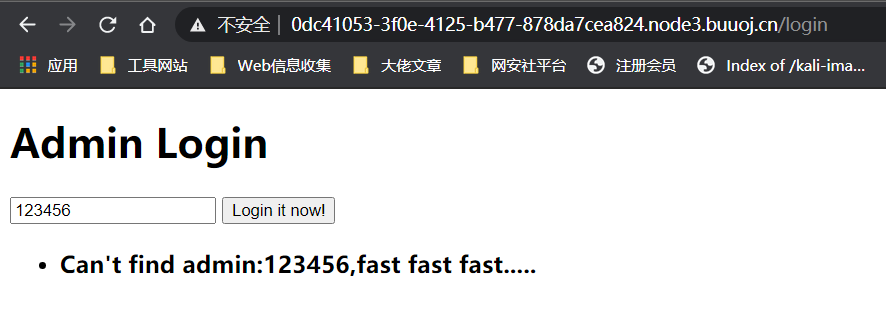 不安全 | 0dc41053-3f0e-4125-b477-878da7cea824.node3.buuoj.cn/login
应用 工具网站 Web信息收集 大佬文章 网安社平台 注册会员 Index of /kali-ima...
Admin Login
123456 Login it now!
• Can't find admin:123456,fast fast fast.....